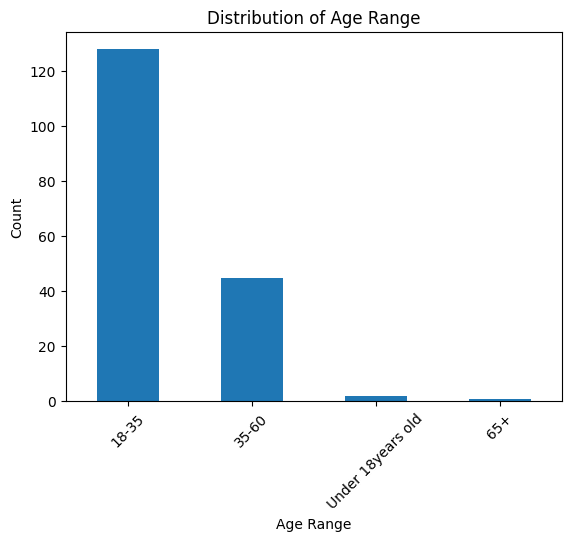 Distribution of Age Range
Count
120
100
80
60
40
20
0
18-35
35-60
Under 18years old
65+
Age Range